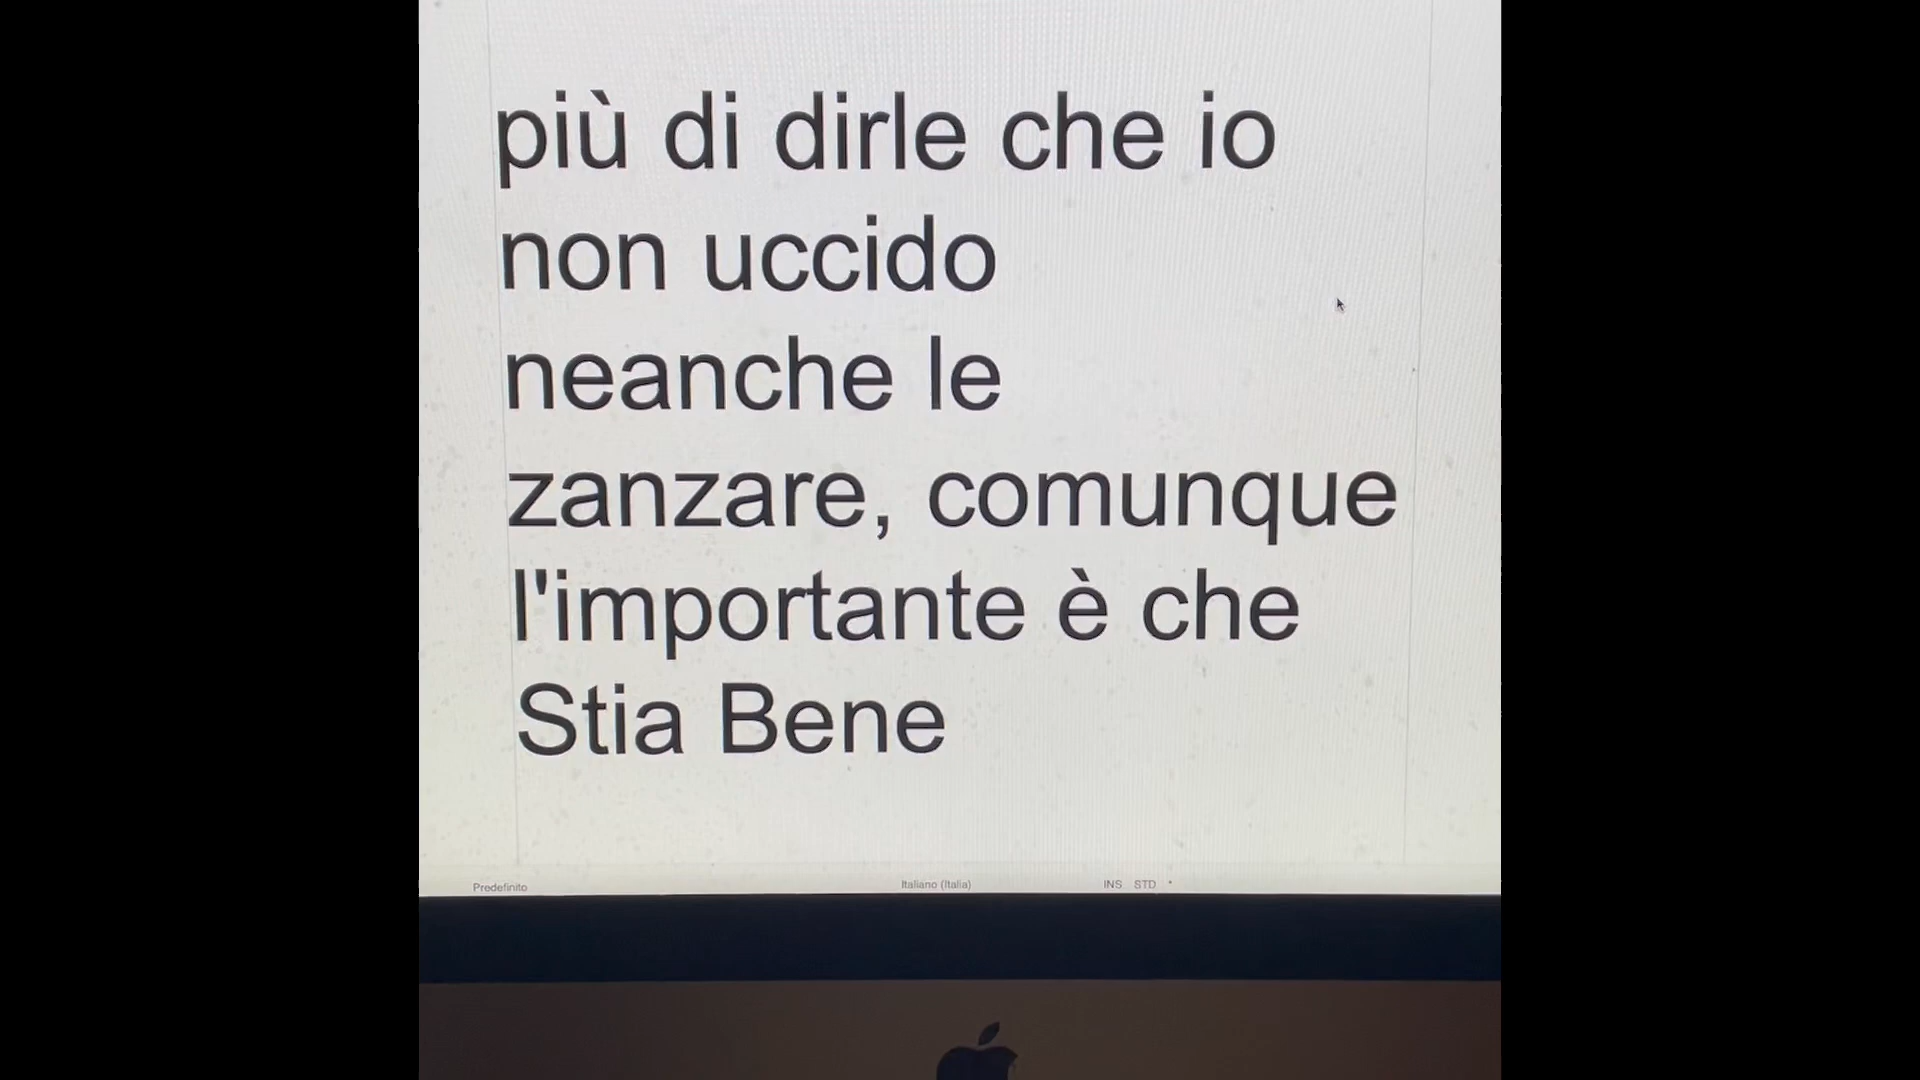 più di dirle che io
non uccido
neanche le
zanzare, comunque
l'importante è che
Stia Bene
Predefinito Italiano (Italia) INS STD *